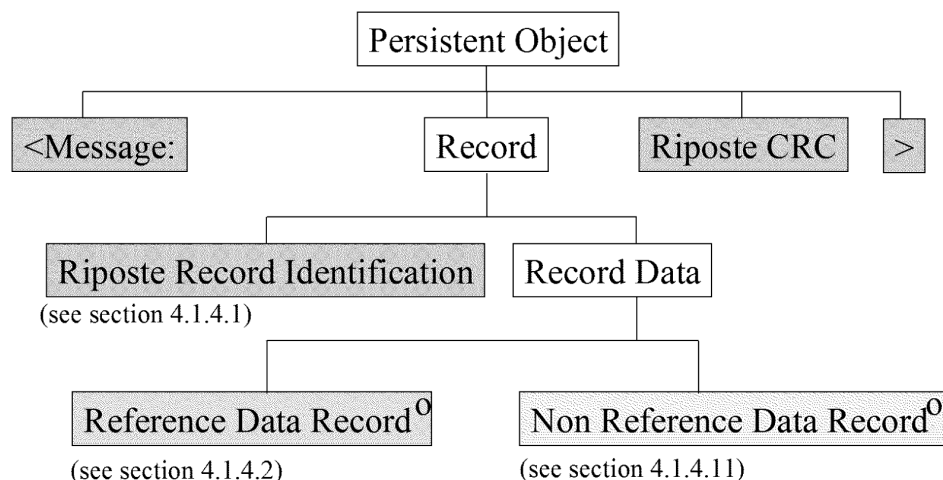 Persistent Object
<Message:
Record
Riposte CRC
>
Riposte Record Identification
Record Data
(see section 4.1.4.1)
Reference Data Record o
Non Reference Data Record o
(see section 4.1.4.2)
(see section 4.1.4.11)